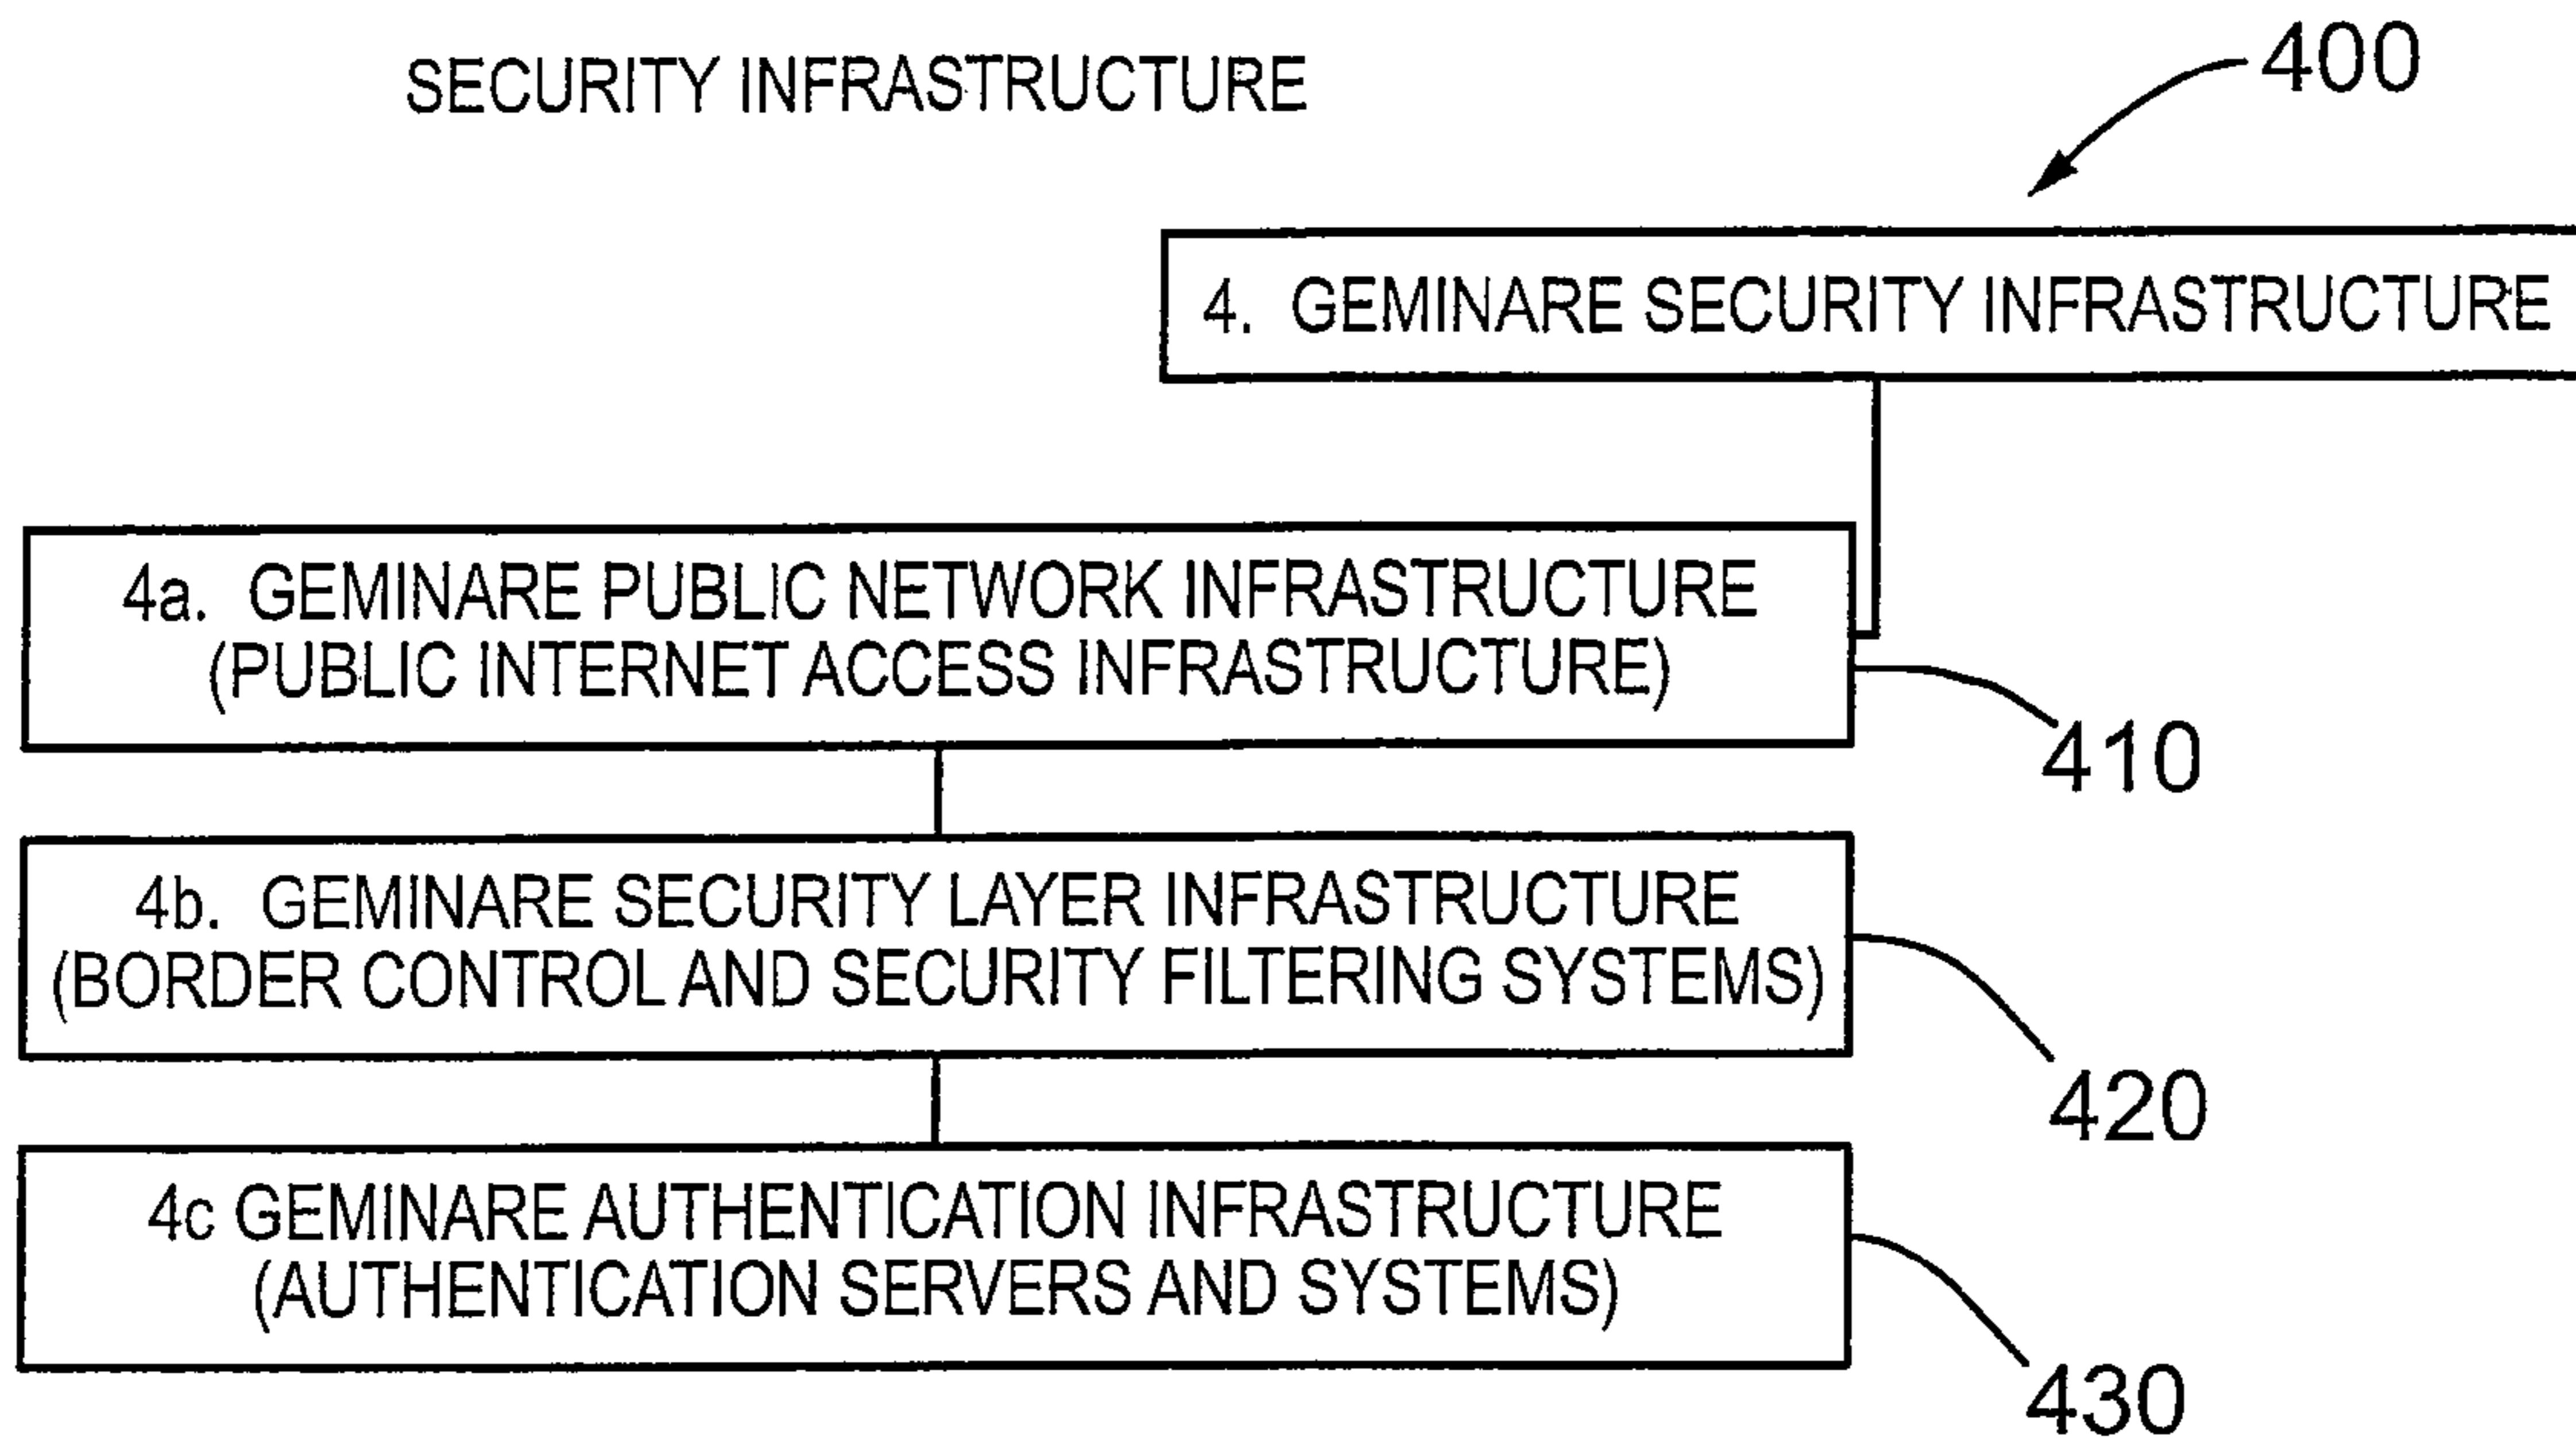 SECURITY INFRASTRUCTURE
400
4. GEMINARE SECURITY INFRASTRUCTURE
4a. GEMINARE PUBLIC NETWORK INFRASTRUCTURE
(PUBLIC INTERNET ACCESS INFRASTRUCTURE)
410
4b. GEMINARE SECURITY LAYER INFRASTRUCTURE
(BORDER CONTROL AND SECURITY FILTERING SYSTEMS)
420
4c GEMINARE AUTHENTICATION INFRASTRUCTURE
(AUTHENTICATION SERVERS AND SYSTEMS)
430